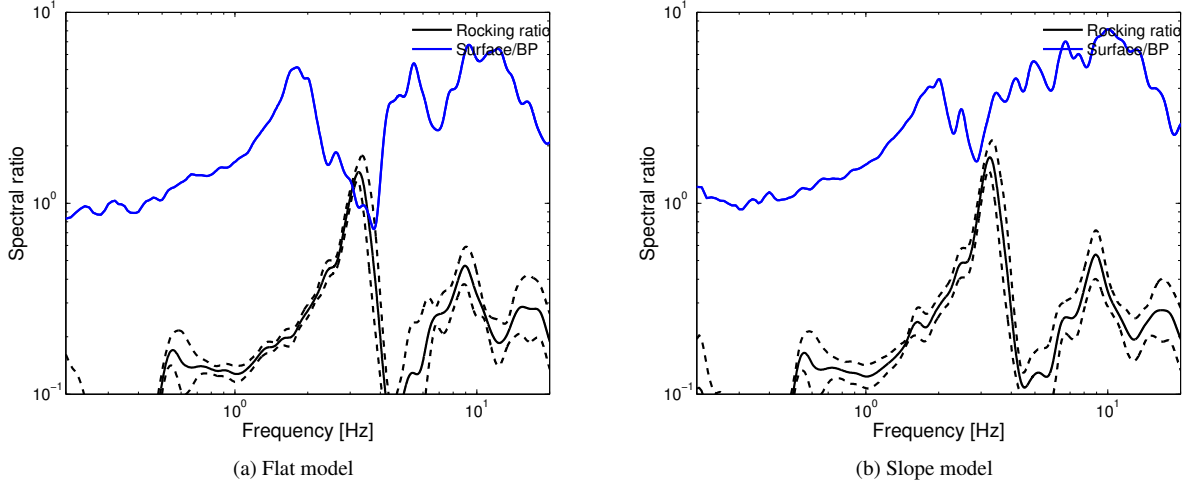 10^1
Rocking ratio
Surface/BP
Spectral ratio
10^0
10^-1
10^0
10^1
Frequency [Hz]
(a) Flat model
10^1
Rocking ratio
Surface/BP
Spectral ratio
10^0
10^-1
10^0
10^1
Frequency [Hz]
(b) Slope model